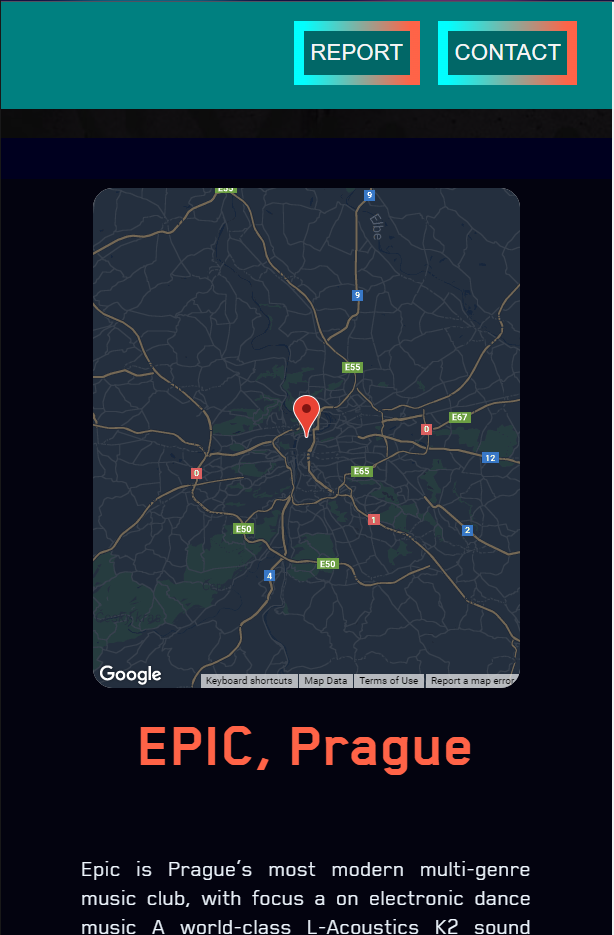 REPORT CONTACT
E55
9
Elbe
9
E55
E67
0
12
E65
0
1
2
E50
E50
4
Google
Keyboard shortcuts Map Data Terms of Use Report a map error
EPIC, Prague
Epic is Prague's most modern multi-genre
music club, with focus a on electronic dance
music A world-class L-Acoustics K2 sound